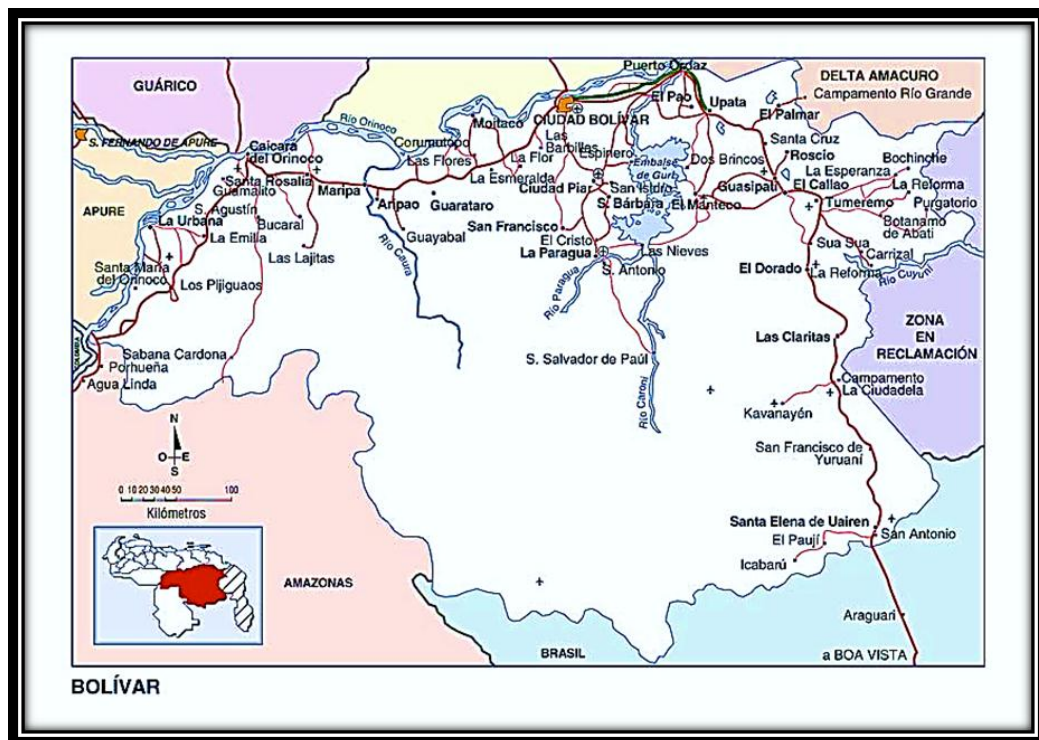 Puerto Ordaz
GUÁRICO
DELTA AMACURO
Campamento Río Grande
El Pao
Upata
El Palmar
Río Orinoco
Moitaco
CIUDAD BOLÍVAR
S. FERNANDO DE APURE
Caicara
del Orinoco
Corumutopo
Las
Barbilles
Espinero
Santa Cruz
Las Flores
La Flor
Embalse
de Gurb
Dos Brincos
Roscio
Bochinche
Santa Rosalía
Guamalito
Maripa
La Esmeralda
Ciudad Piar
San Isidro
Guasipati
El Callao
La Esperanza
La Reforma
APURE
S. Agustín
Aripao
Guarataro
S. Bárbara
El Manteco
Tumeremo
Purgatorio
La Urbana
Bucaral
San Francisco
Botanamo
de Abati
La Emilia
Guayabal
El Cristo
Las Nieves
Sua Sua
Carrizal
Las Lajitas
La Paragua
S. Antonio
El Dorado
La Reforma
Río Cuyuni
Santa María
del Orinoco
Los Pijiguaos
Río Caura
Río Paragua
COLOMBIA
Las Claritas
ZONA
EN
RECLAMACIÓN
Sabana Cardona
Porhueña
Agua Linda
S. Salvador de Paúl
Río Caroní
Campamento
La Ciudadela
Kavanayén
N
O E
S
San Francisco de
Yuruaní
0 10 20 30 40 50 100
Kilómetros
Santa Elena de Uairen
San Antonio
El Paují
Icabarú
AMAZONAS
Araguari
BRASIL
a BOA VISTA
BOLÍVAR